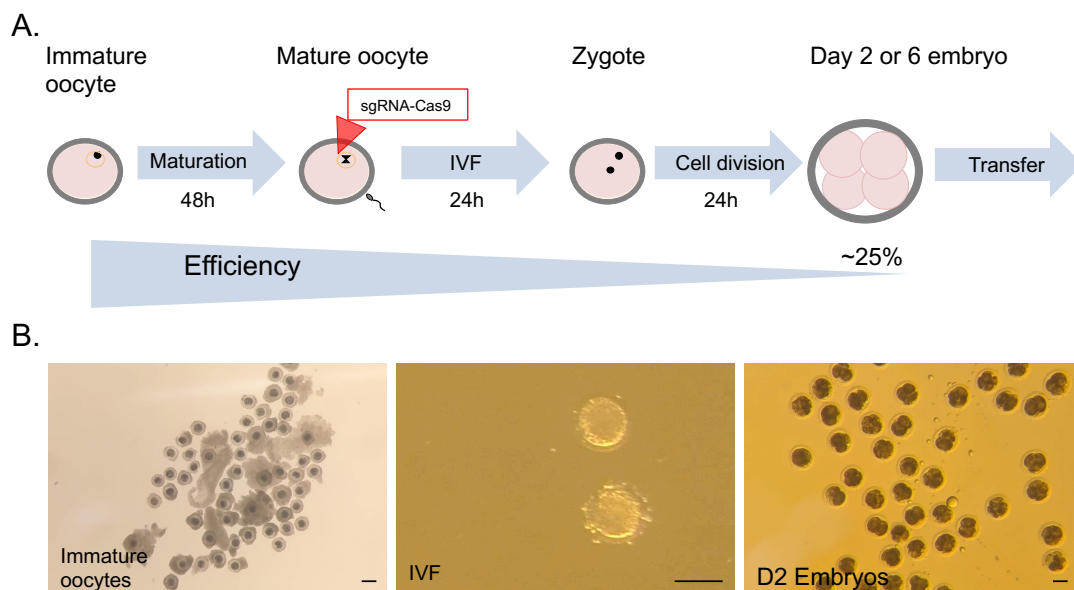 A.
Immature
oocyte
Mature oocyte
Zygote
Day 2 or 6 embryo
sgRNA-Cas9
Maturation
IVF
Cell division
Transfer
48h
24h
24h
Efficiency
~25%
B.
Immature
oocytes
IVF
D2 Embryos